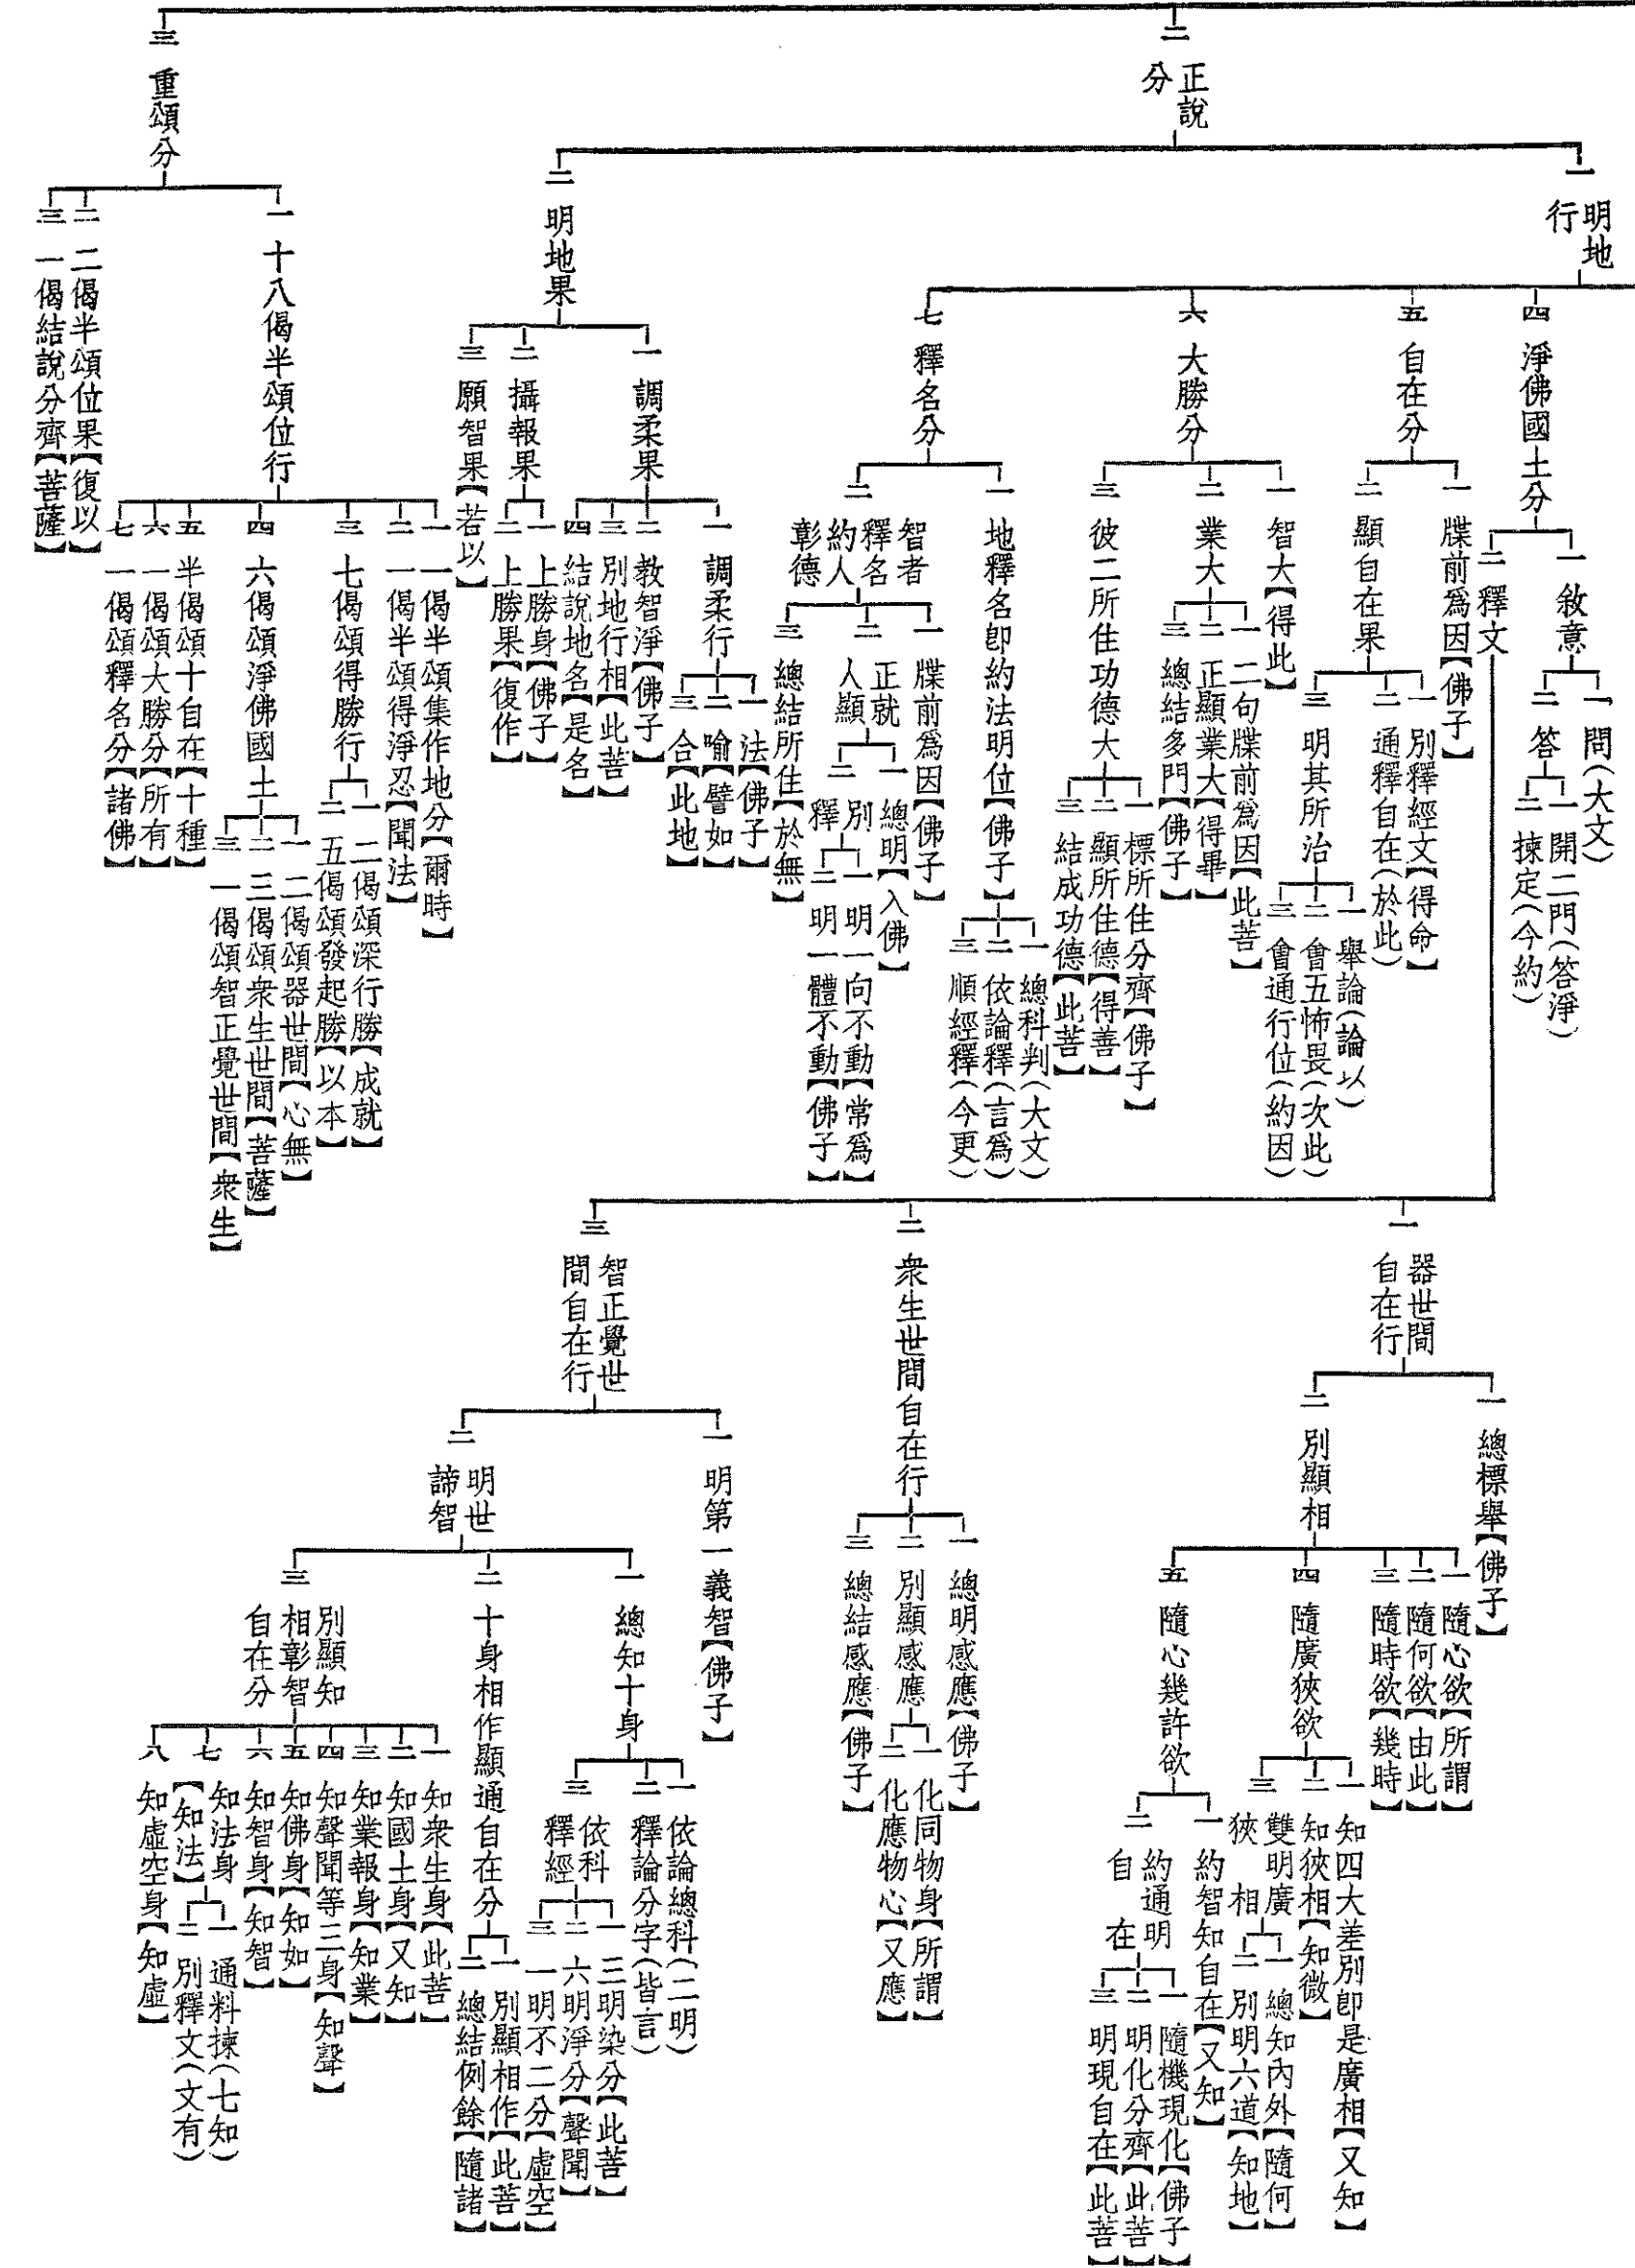 二 正說分
一 明地行
四 淨佛國土分
一 敘意
一 問（大文）
二 答
一 開二門（答淨）
二 揀定（今約）
二 釋文
一 器世間自在行
一 總標舉【佛子】
二 別顯相
一 隨心欲【所謂】
二 隨何欲【由此】
三 隨時欲【幾時】
四 隨廣狹欲
一 知四大差別卽是廣相【又知】
二 知狹相【知微】
三 雙明廣狹相
一 總知內外【隨何】
二 別明六道【知地】
五 隨心幾許欲
一 約智知自在【又知】
二 約通明自在
一 隨機現化【佛子】
二 明化分齊【此菩】
三 明現自在【此菩】
二 衆生世間自在行
一 總明感應【佛子】
二 別顯感應
一 化同物身【所謂】
二 化應物心【又應】
三 總結感應【佛子】
三 智正覺世間自在行
一 明第一義智【佛子】
二 明世諦智
一 總知十身
一 依論總科（二明）
二 釋論分字（皆言）
三 依科釋經
一 三明染分【此菩】
二 六明淨分【聲聞】
三 一明不二分【虛空】
二 十身相作顯通自在分
一 別顯相作【此菩】
二 總結例餘【隨諸】
三 別顯知相彰智自在分
一 知衆生身【此菩】
二 知國土身【又知】
三 知業報身【知業】
四 知聲聞等三身【知聲】
五 知佛身【知如】
六 知智身【知智】
七 知法身【知法】
一 通料揀（七知）
二 別釋文（文有）
八 知虛空身【知虛】
五 自在分
一 牒前爲因【佛子】
二 顯自在果
一 別釋經文【得命】
二 通釋自在（於此）
三 明其所治
一 舉論（論以）
二 會五怖畏（次此）
三 會通行位（約因）
六 大勝分
一 智大【得此】
二 業大
一 二句牒前爲因【此菩】
二 正顯業大【得畢】
三 總結多門【佛子】
三 彼二所住功德大
一 標所住分齊【佛子】
二 顯所住德【得善】
三 結成功德【此菩】
七 釋名分
一 地釋名卽約法明位【佛子】
一 總科判（大文）
二 依論釋（言爲）
三 順經釋（今更）
二 智者釋名約人彰德
一 牒前爲因【佛子】
二 正就人顯
一 總明【入佛】
二 別釋
一 明一向不動【常爲】
二 明一體不動【佛子】
三 總結所住【於無】
二 明地果
一 調柔果
一 調柔行
一 法【佛子】
二 喻【譬如】
三 合【此地】
二 教智淨【佛子】
三 別地行相【此菩】
四 結說地名【是名】
二 攝報果
一 上勝身【佛子】
二 上勝果【復作】
三 願智果【若以】
三 重頌分
一 十八偈半頌位行
一 一偈半頌集作地分【爾時】
二 一偈半頌得淨忍【聞法】
三 七偈頌得勝行
一 二偈頌深行勝【成就】
二 五偈頌發起勝【以本】
四 六偈頌淨佛國土
一 二偈頌器世間【心無】
二 三偈頌衆生世間【菩薩】
三 一偈頌智正覺世間【衆生】
五 半偈頌十自在【十種】
六 一偈頌大勝分【所有】
七 一偈頌釋名分【諸佛】
二 二偈半頌位果【復以】
三 一偈結說分齊【菩薩】